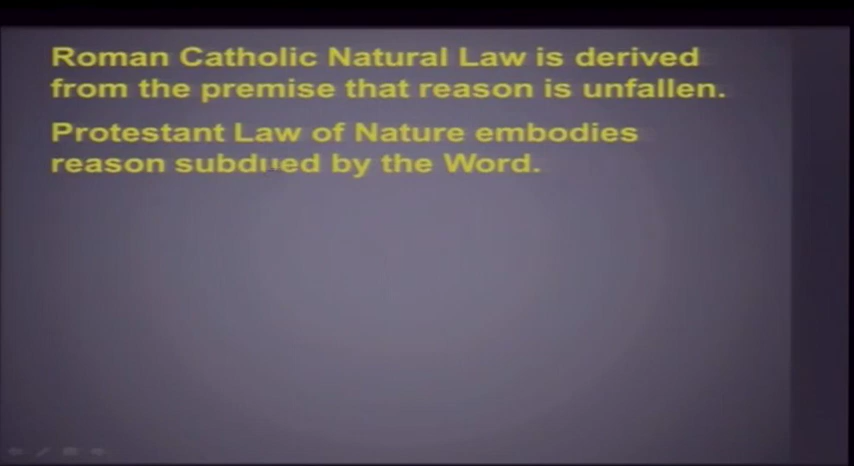 Roman Catholic Natural Law is derived
from the premise that reason is unfallen.
Protestant Law of Nature embodies
reason subdued by the Word.